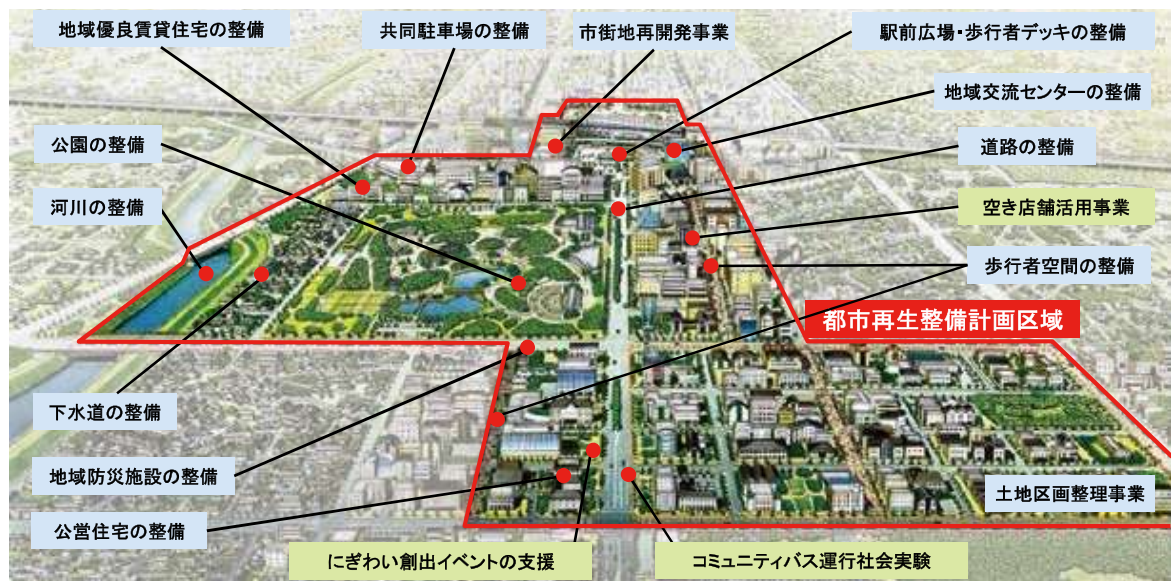 地域優良賃貸住宅の整備
共同駐車場の整備
市街地再開発事業
駅前広場・歩行者デッキの整備
地域交流センターの整備
公園の整備
道路の整備
河川の整備
空き店舗活用事業
歩行者空間の整備
都市再生整備計画区域
下水道の整備
地域防災施設の整備
土地区画整理事業
公営住宅の整備
にぎわい創出イベントの支援
コミュニティバス運行社会実験